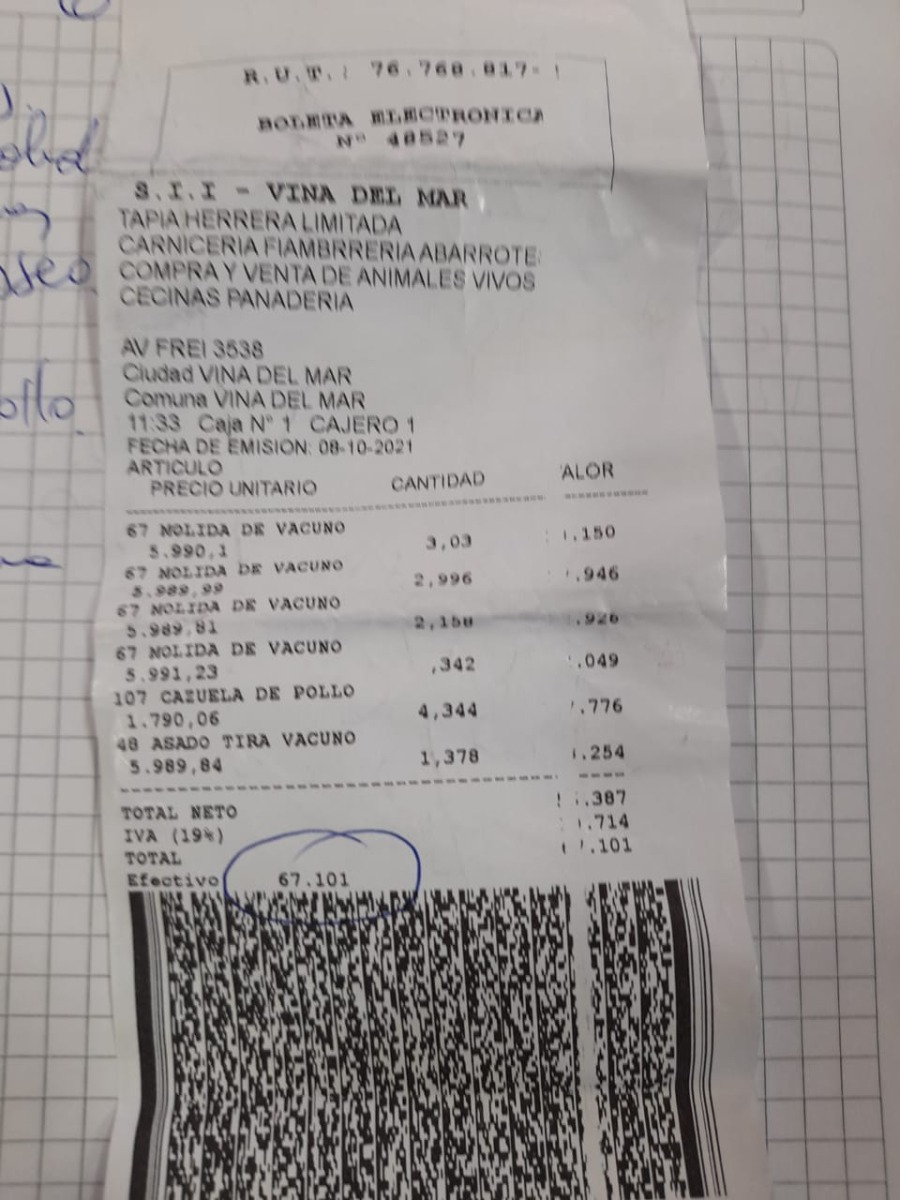 R.U.T.: 76.768.817-
BOLETA ELECTRONICA
N° 48527
S.I.I - VINA DEL MAR
TAPIA HERRERA LIMITADA
CARNICERIA FIAMBRRERIA ABARROTE
COMPRA Y VENTA DE ANIMALES VIVOS
CECINAS PANADERIA
AV FREI 3538
Ciudad VINA DEL MAR
Comuna VINA DEL MAR
11:33 Caja N° 1 CAJERO 1
FECHA DE EMISION: 08-10-2021
ARTICULO
PRECIO UNITARIO CANTIDAD ALOR
67 MOLIDA DE VACUNO
5.990,1 3,03 .150
67 MOLIDA DE VACUNO
5.989,99 2,996 .946
67 MOLIDA DE VACUNO
5.989,81 2,158 .926
67 MOLIDA DE VACUNO
5.991,23 ,342 .049
107 CAZUELA DE POLLO
1.790,06 4,344 .776
48 ASADO TIRA VACUNO
5.989,84 1,378 .254
TOTAL NETO .387
IVA (19%) .714
TOTAL .101
Efectivo 67.101